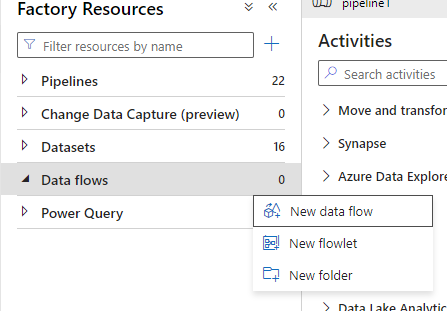 Factory Resources
Filter resources by name
Pipelines 22
Change Data Capture (preview) 0
Datasets 16
Data flows 0
Power Query
New data flow
New flowlet
New folder
pipeline1
Activities
Search activities
Move and transform
Synapse
Azure Data Explore
Data Lake Analytic